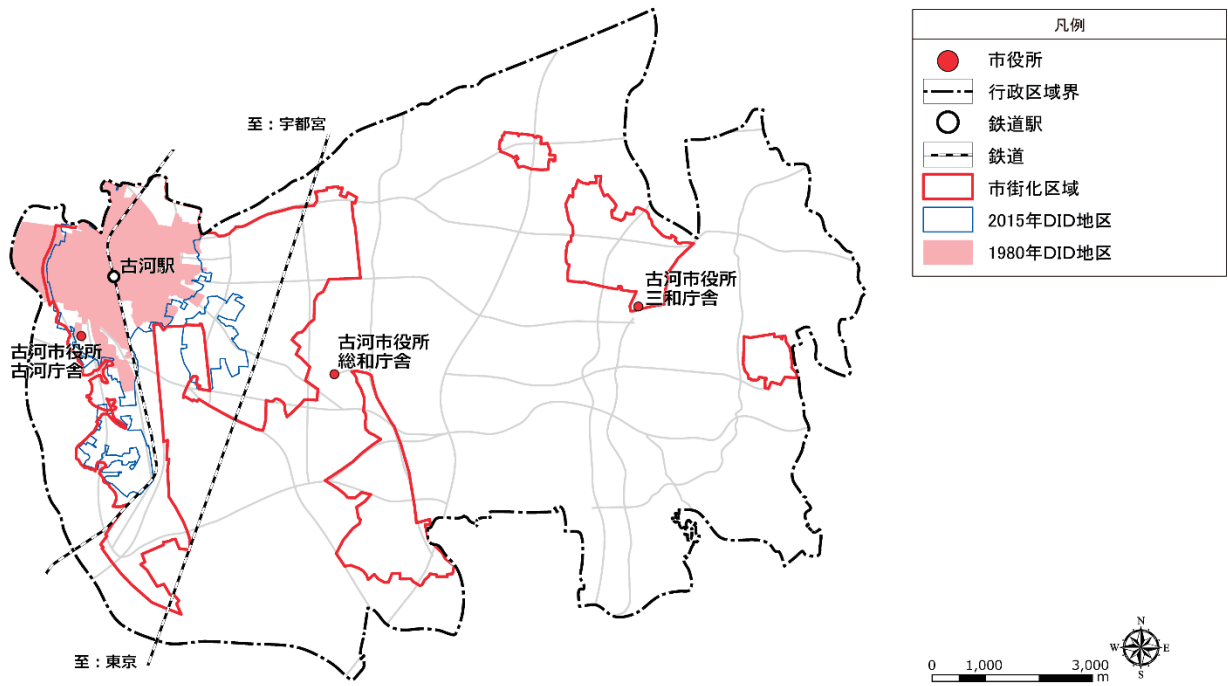 凡例
市役所
行政区域界
鉄道駅
鉄道
市街化区域
2015年DID地区
1980年DID地区
至：宇都宮
古河駅
古河市役所
三和庁舎
古河市役所
古河庁舎
古河市役所
総和庁舎
至：東京
N
W
E
S
0 1,000 3,000
m